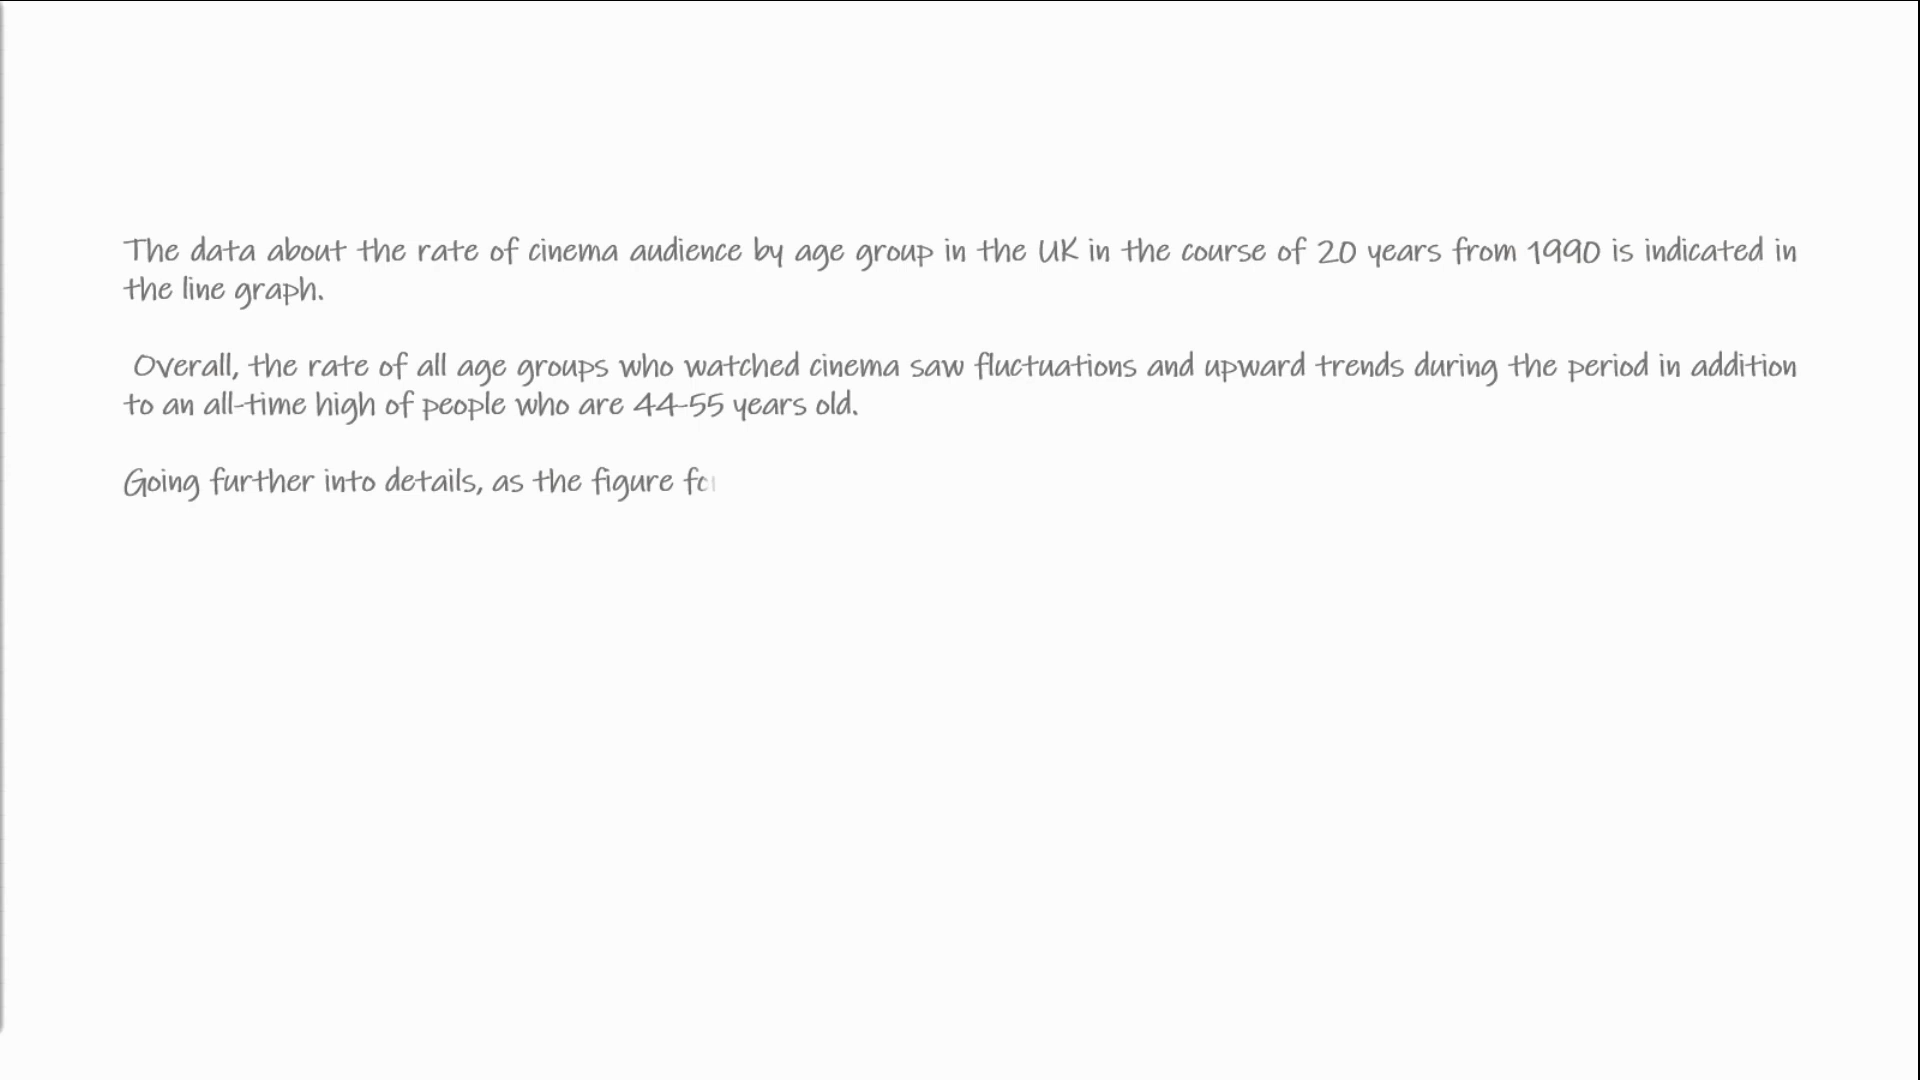 The data about the rate of cinema audience by age group in the UK in the course of 20 years from 1990 is indicated in
the line graph.
Overall, the rate of all age groups who watched cinema saw fluctuations and upward trends during the period in addition
to an all-time high of people who are 44-55 years old.
Going further into details, as the figure